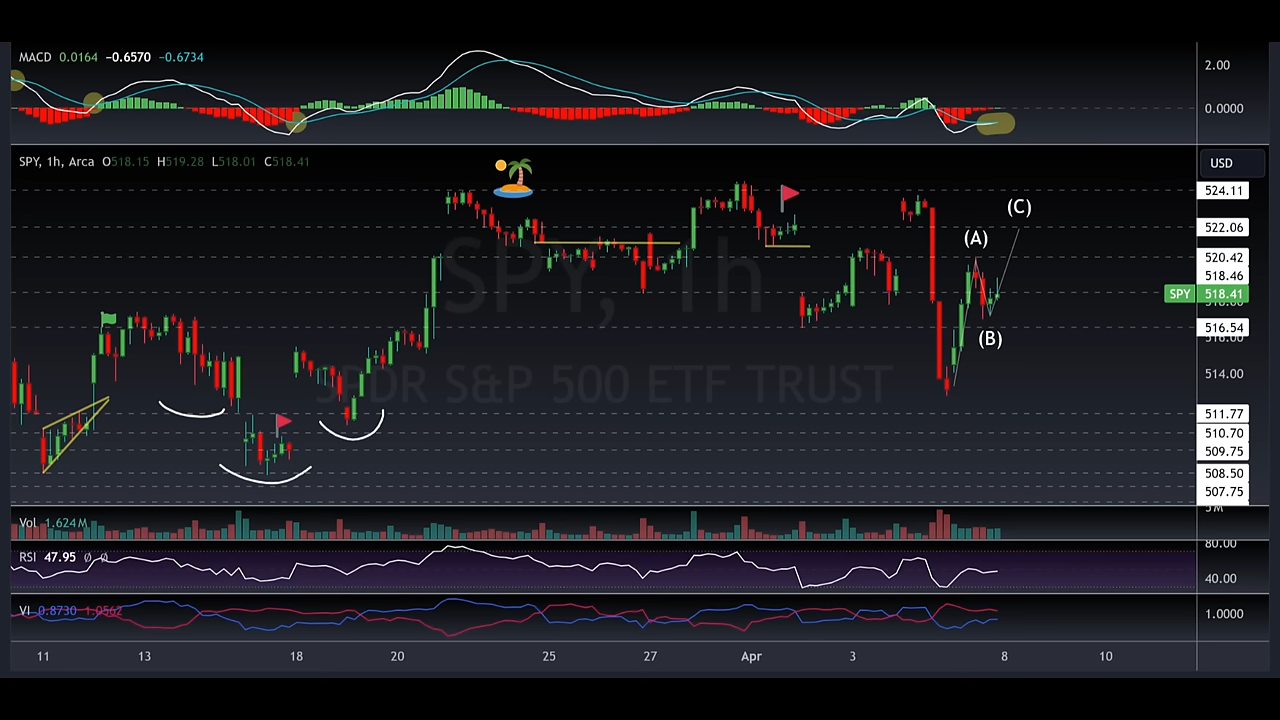 MACD 0.0164 −0.6570 −0.6734
2.00
0.0000
SPY, 1h, Arca O518.15 H519.28 L518.01 C518.41
USD
524.11
(C)
522.06
(A)
520.42
518.46
SPY 518.41
516.54
516.00
(B)
514.00
SPY, 1h
SPDR S&P 500 ETF TRUST
511.77
510.70
509.75
508.50
507.75
Vol 1.624M
5M
RSI 47.95 Ø Ø
80.00
40.00
VI 0.8730 1.0562
1.0000
11 13 18 20 25 27 Apr 3 8 10